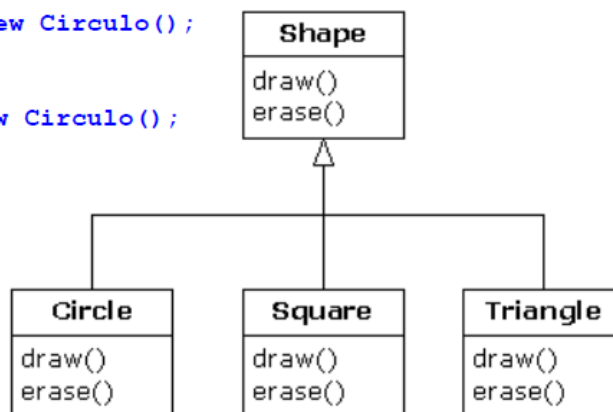 ew Circulo();
w Circulo();
Shape
draw()
erase()
Circle
draw()
erase()
Square
draw()
erase()
Triangle
draw()
erase()